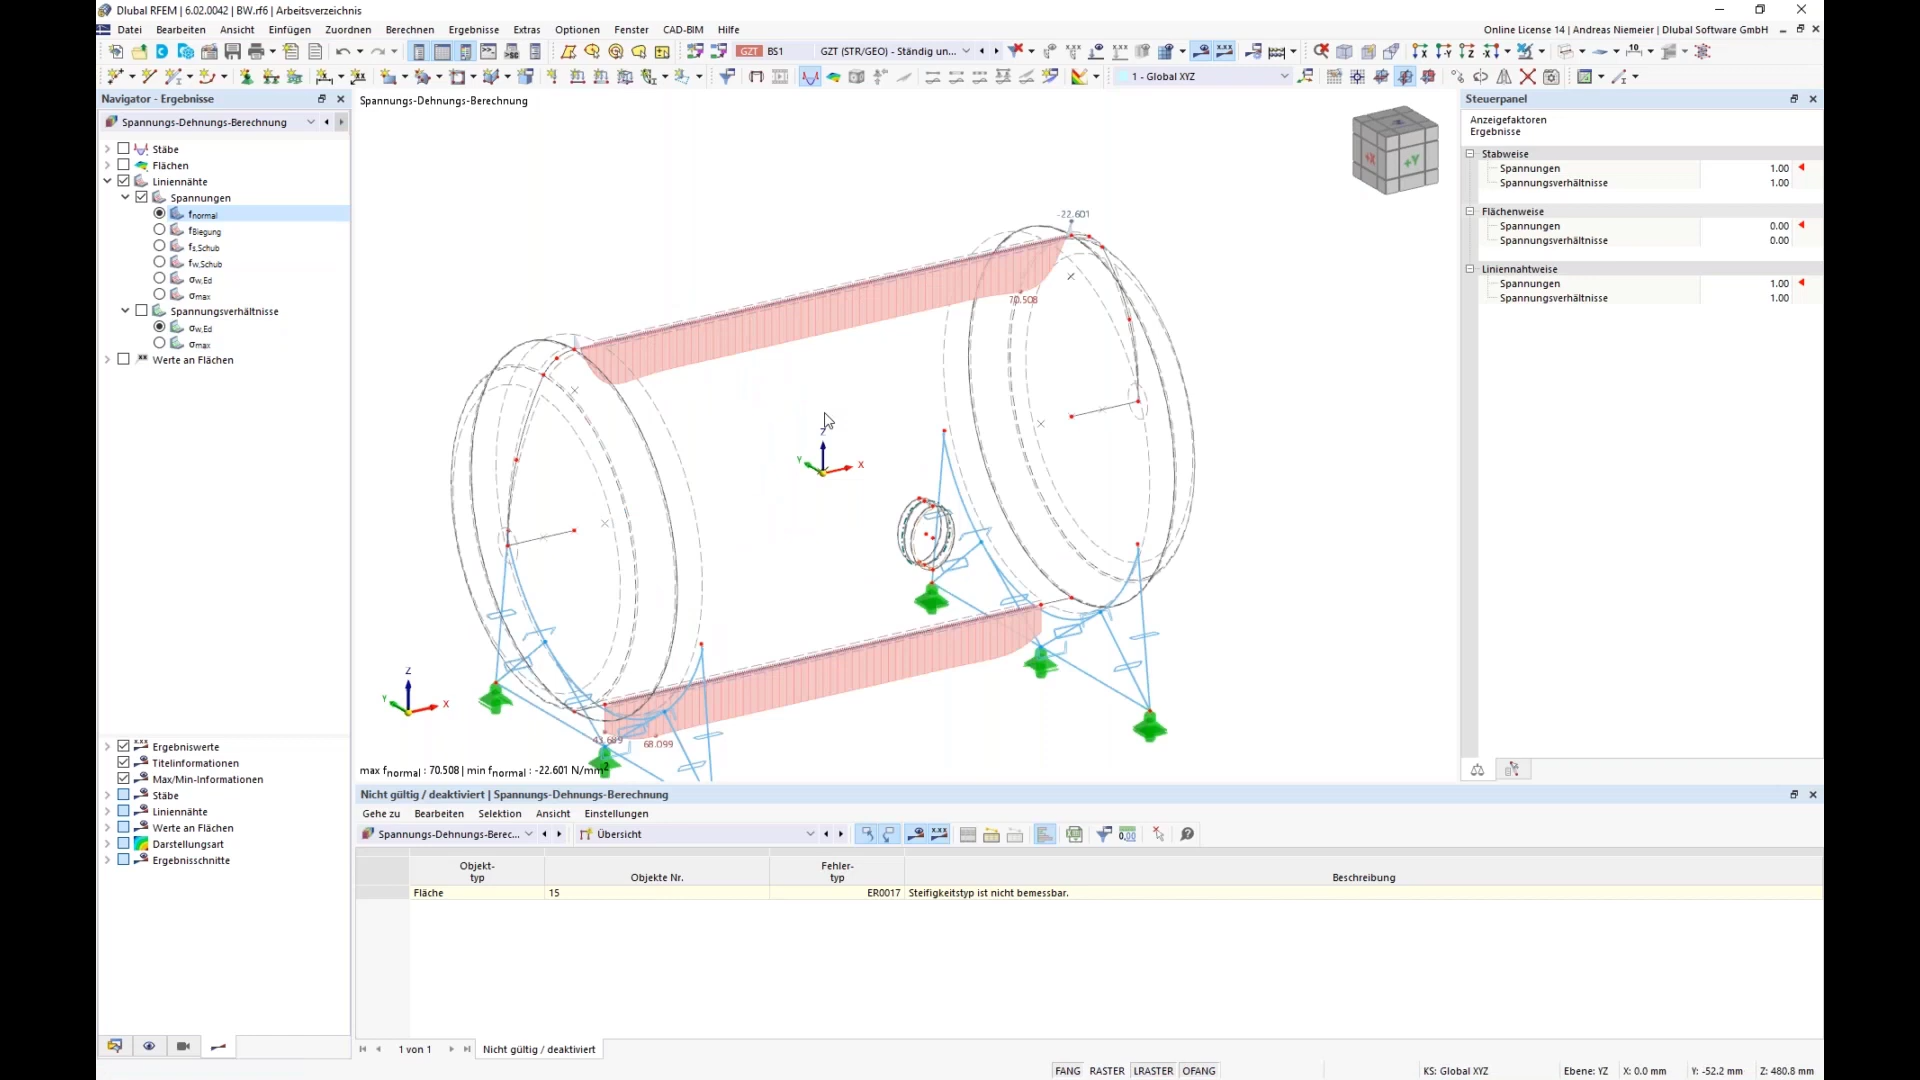 Dlubal RFEM | 6.02.0042 | BW.rf6 | Arbeitsverzeichnis
Datei Bearbeiten Ansicht Einfügen Zuordnen Berechnen Ergebnisse Extras Optionen Fenster CAD-BIM Hilfe
Online License 14 | Andreas Niemeier | Dlubal Software GmbH
GZT BS1 GZT (STR/GEO) - Ständig un...
1 - Global XYZ
Navigator - Ergebnisse
Spannungs-Dehnungs-Berechnung
Stäbe
Flächen
Liniennähte
Spannungen
fnormal
fBiegung
fs,Schub
fw,Schub
σw,Ed
σmax
Spannungsverhältnisse
σw,Ed
σmax
Werte an Flächen
Ergebniswerte
Titelinformationen
Max/Min-Informationen
Stäbe
Liniennähte
Werte an Flächen
Darstellungsart
Ergebnisschnitte
Spannungs-Dehnungs-Berechnung
+X +Y
-22.601
70.508
Z
Y X
Z
Y X
68.099
max fnormal : 70.508 | min fnormal : -22.601 N/mm²
Steuerpanel
Anzeigefaktoren
Ergebnisse
Stabweise
Spannungen 1.00
Spannungsverhältnisse 1.00
Flächenweise
Spannungen 0.00
Spannungsverhältnisse 0.00
Liniennahtweise
Spannungen 1.00
Spannungsverhältnisse 1.00
Nicht gültig / deaktiviert | Spannungs-Dehnungs-Berechnung
Gehe zu Bearbeiten Selektion Ansicht Einstellungen
Spannungs-Dehnungs-Berec... Übersicht
Objekt-
typ
Objekte Nr.
Fehler-
typ
Beschreibung
Fläche 15 ER0017 Steifigkeitstyp ist nicht bemessbar.
1 von 1 Nicht gültig / deaktiviert
FANG RASTER LRASTER OFANG KS: Global XYZ Ebene: YZ X: 0.0 mm Y: -52.2 mm Z: 480.8 mm